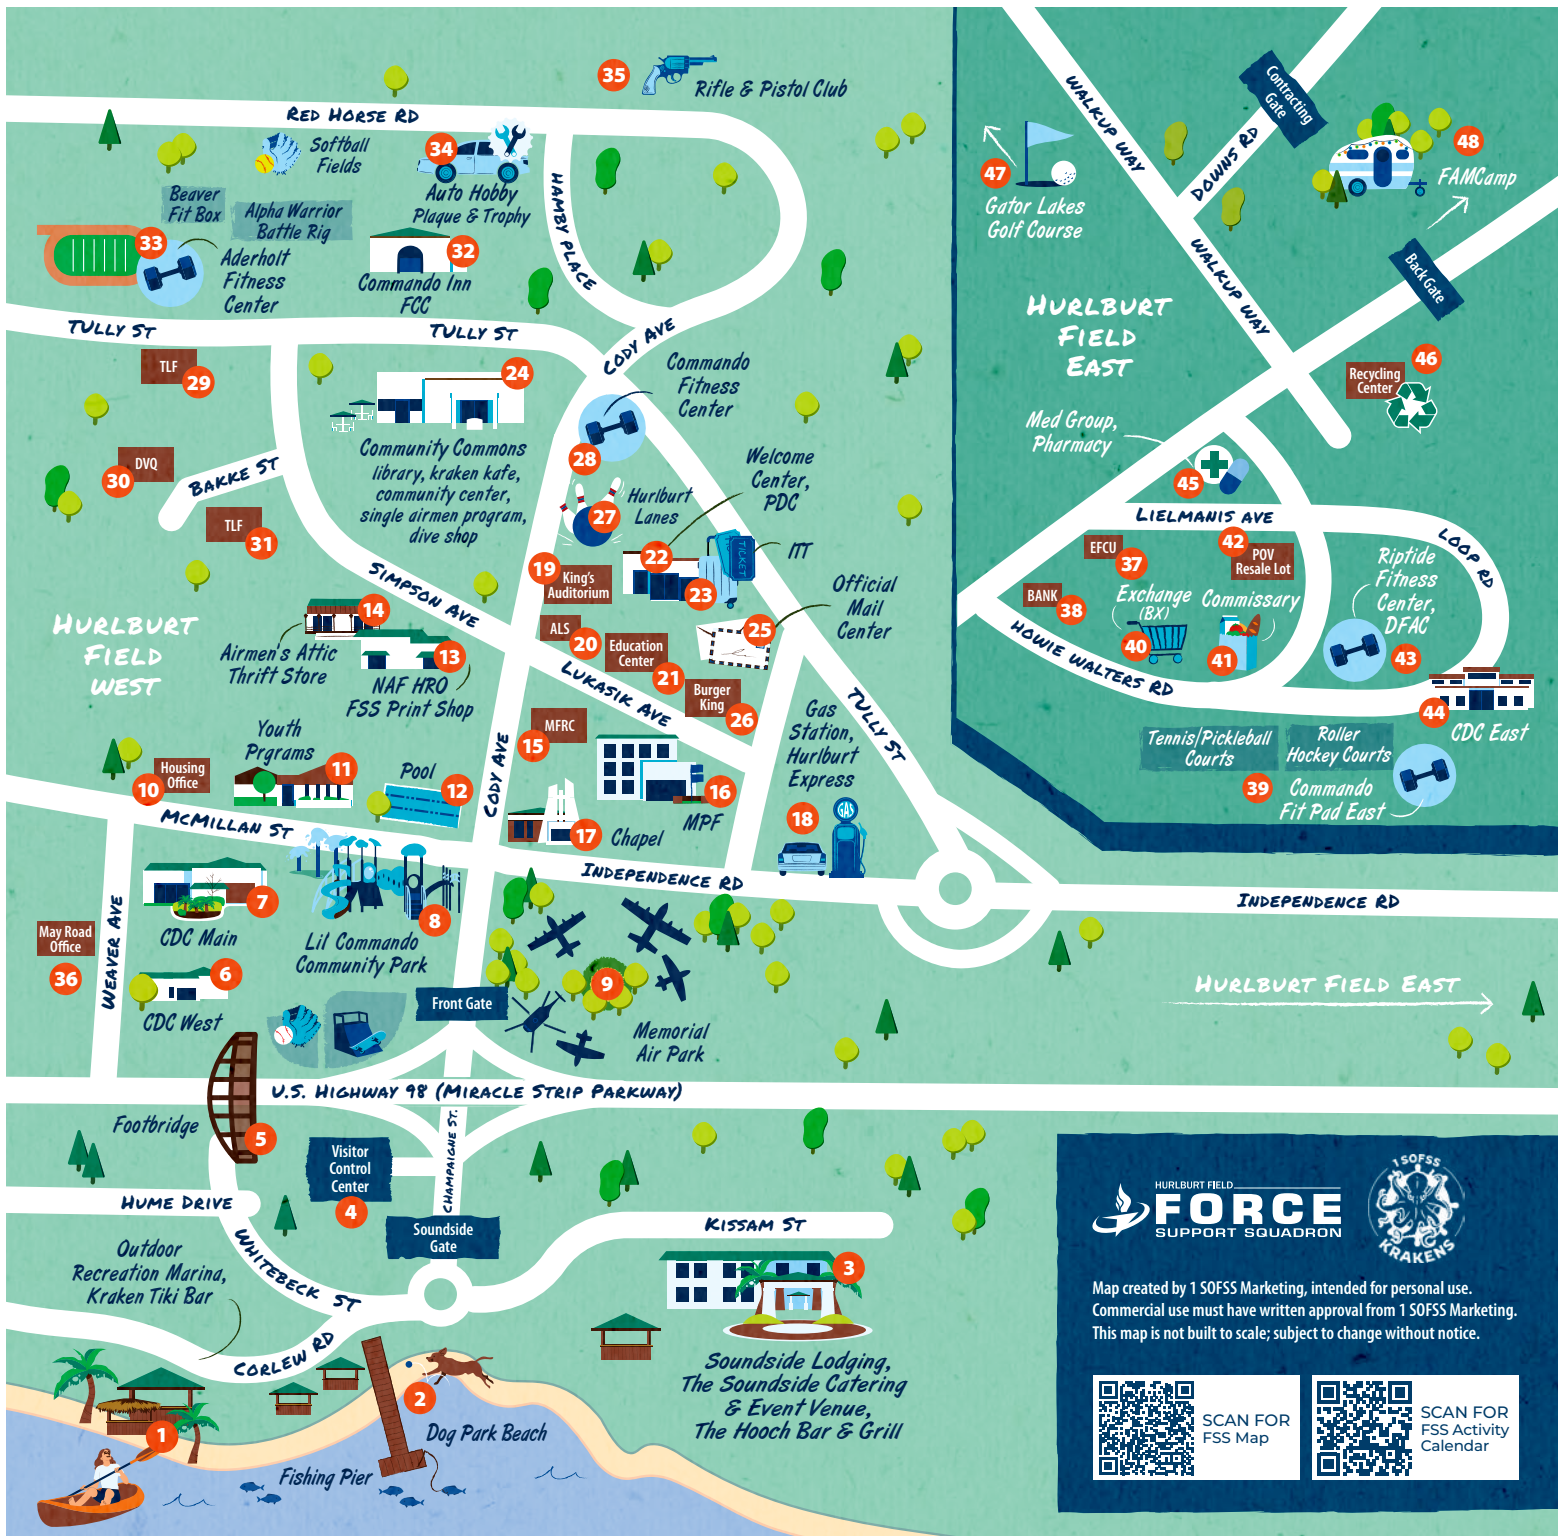 35
Rifle & Pistol Club
RED HORSE RD
Softball
Fields
34
Auto Hobby
Plaque & Trophy
HAMBY PLACE
Beaver
Fit Box
Alpha Warrior
Battle Rig
33
Aderholt
Fitness
Center
32
Commando Inn
FCC
TULLY ST
TULLY ST
CODY AVE
TLF
29
24
Community Commons
library, kraken kafe,
community center,
single airmen program,
dive shop
Commando
Fitness
Center
28
DVQ
30
BAKKE ST
TLF
31
27
Hurlburt
Lanes
Welcome
Center,
PDC
22
23
TICKET
ITT
19
King's
Auditorium
SIMPSON AVE
Official
Mail
Center
25
HURLBURT
FIELD
WEST
14
Airmen's Attic
Thrift Store
13
NAF HRO
FSS Print Shop
ALS
20
Education
Center
21
LUKASIK AVE
Burger
King
26
TULLY ST
Youth
Prgrams
11
Pool
12
CODY AVE
MFRC
15
16
MPF
17
Chapel
Gas
Station,
Hurlburt
Express
18
GAS
Housing
Office
10
MCMILLAN ST
INDEPENDENCE RD
INDEPENDENCE RD
WEAVER AVE
7
CDC Main
8
Lil Commando
Community Park
May Road
Office
36
6
CDC West
Front Gate
9
Memorial
Air Park
HURLBURT FIELD EAST
U.S. HIGHWAY 98 (MIRACLE STRIP PARKWAY)
Footbridge
5
CHAMPAIGNE ST.
Visitor
Control
Center
4
HUME DRIVE
Soundside
Gate
KISSAM ST
WHITEBECK ST
Outdoor
Recreation Marina,
Kraken Tiki Bar
CORLEW RD
3
Soundside Lodging,
The Soundside Catering
& Event Venue,
The Hooch Bar & Grill
1
2
Dog Park Beach
Fishing Pier
WALKUP WAY
Contracting
Gate
DOWNS RD
47
Gator Lakes
Golf Course
48
FAMCamp
WALKUP WAY
Back Gate
HURLBURT
FIELD
EAST
Recycling
Center
46
Med Group,
Pharmacy
45
LIELMANIS AVE
LOOP RD
EFCU
37
42
POV
Resale Lot
BANK
38
Exchange
(BX)
40
Commissary
41
Riptide
Fitness
Center,
DFAC
43
HOWIE WALTERS RD
44
CDC East
Tennis/Pickleball
Courts
Roller
Hockey Courts
39
Commando
Fit Pad East
HURLBURT FIELD
FORCE
SUPPORT SQUADRON
1 SOFSS
KRAKENS
Map created by 1 SOFSS Marketing, intended for personal use.
Commercial use must have written approval from 1 SOFSS Marketing.
This map is not built to scale; subject to change without notice.
SCAN FOR
FSS Map
SCAN FOR
FSS Activity
Calendar